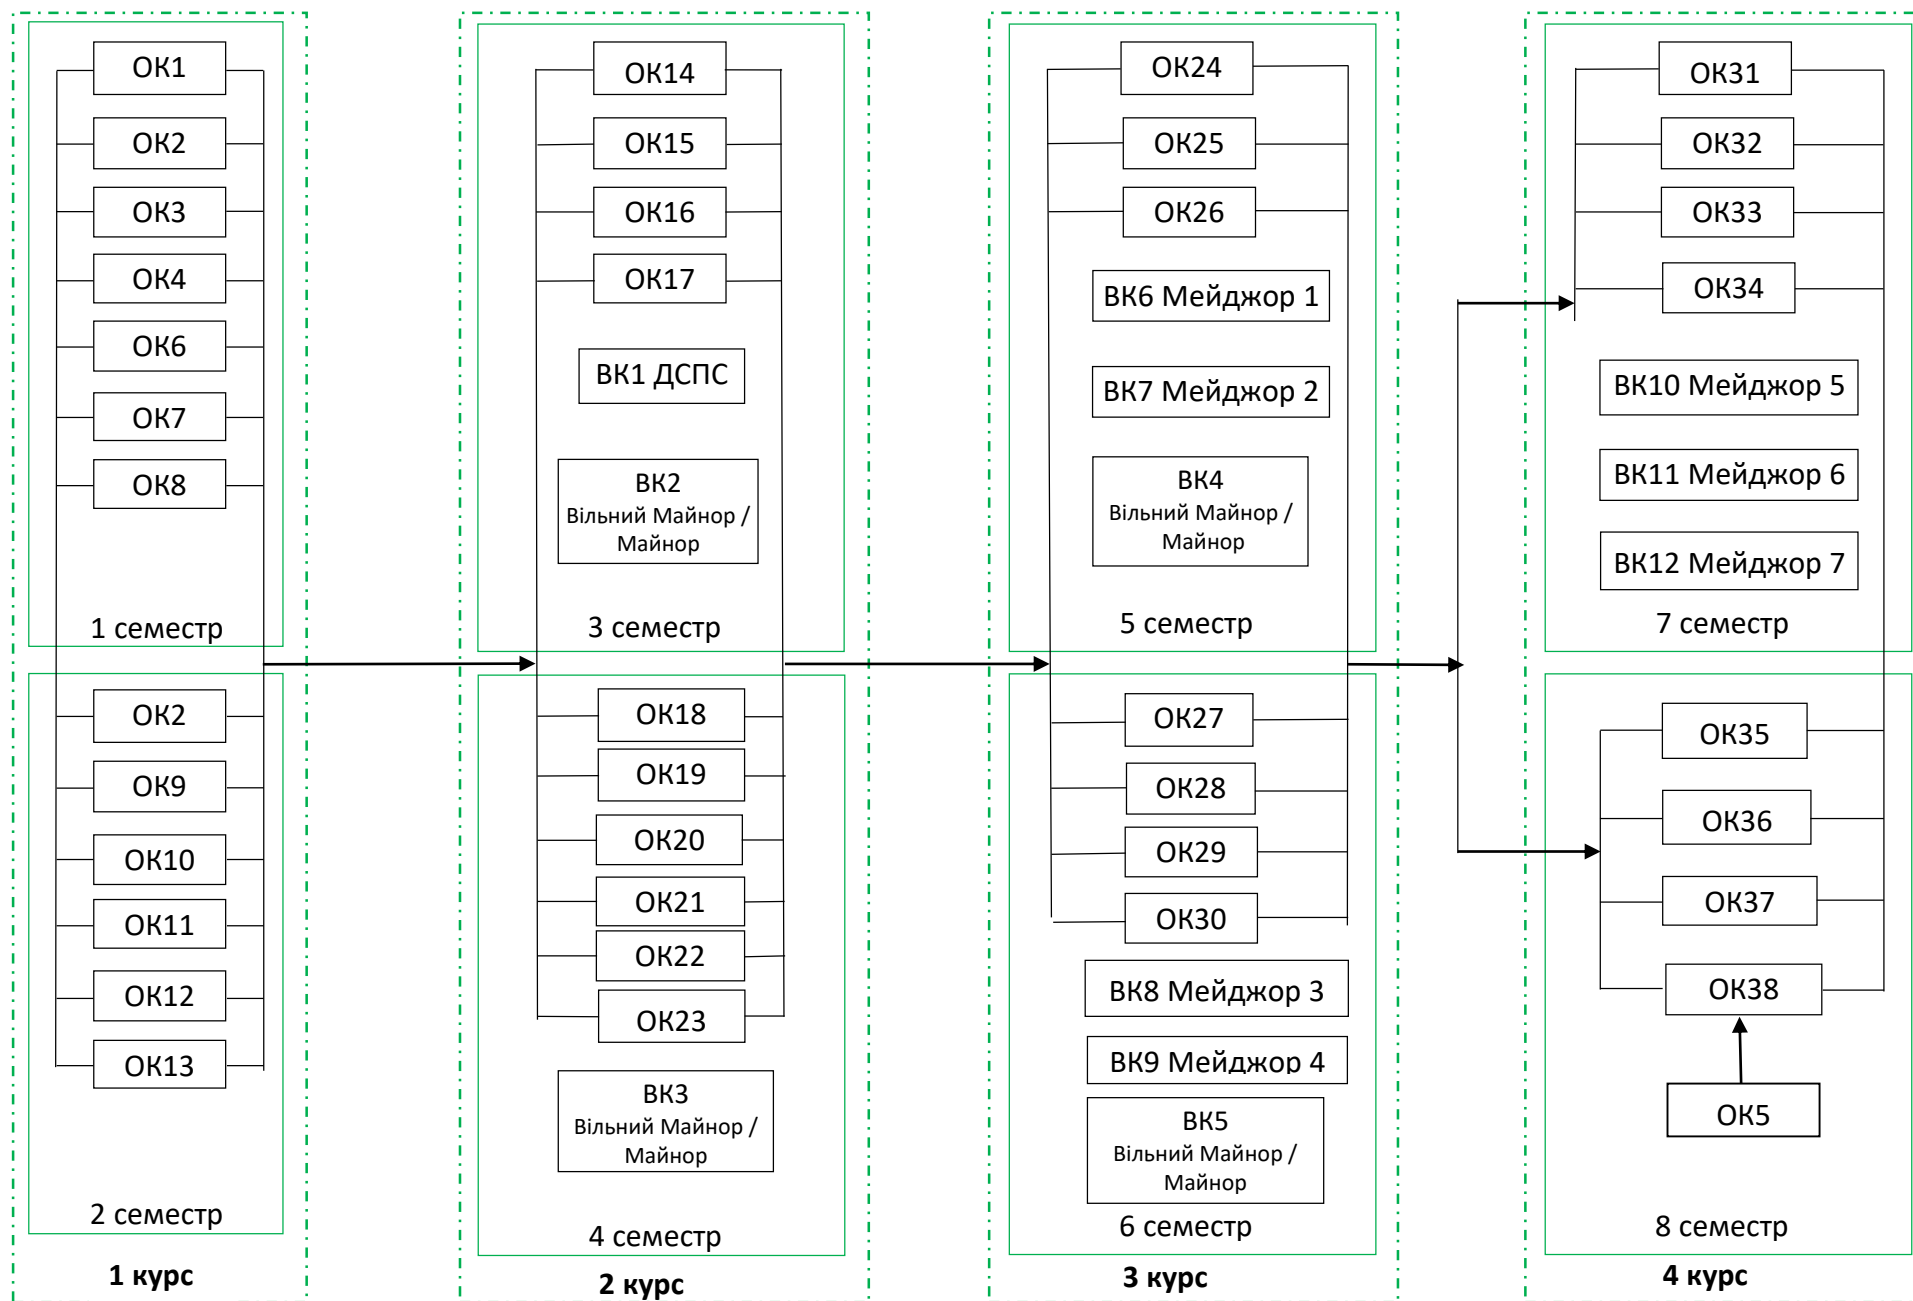 ОК1
ОК2
ОК3
ОК4
ОК6
ОК7
ОК8
1 семестр
ОК2
ОК9
ОК10
ОК11
ОК12
ОК13
2 семестр
1 курс
ОК14
ОК15
ОК16
ОК17
ВК1 ДСПС
ВК2
Вільний Майнор /
Майнор
3 семестр
ОК18
ОК19
ОК20
ОК21
ОК22
ОК23
ВК3
Вільний Майнор /
Майнор
4 семестр
2 курс
ОК24
ОК25
ОК26
ВК6 Мейджор 1
ВК7 Мейджор 2
ВК4
Вільний Майнор /
Майнор
5 семестр
ОК27
ОК28
ОК29
ОК30
ВК8 Мейджор 3
ВК9 Мейджор 4
ВК5
Вільний Майнор /
Майнор
6 семестр
3 курс
ОК31
ОК32
ОК33
ОК34
ВК10 Мейджор 5
ВК11 Мейджор 6
ВК12 Мейджор 7
7 семестр
ОК35
ОК36
ОК37
ОК38
ОК5
8 семестр
4 курс